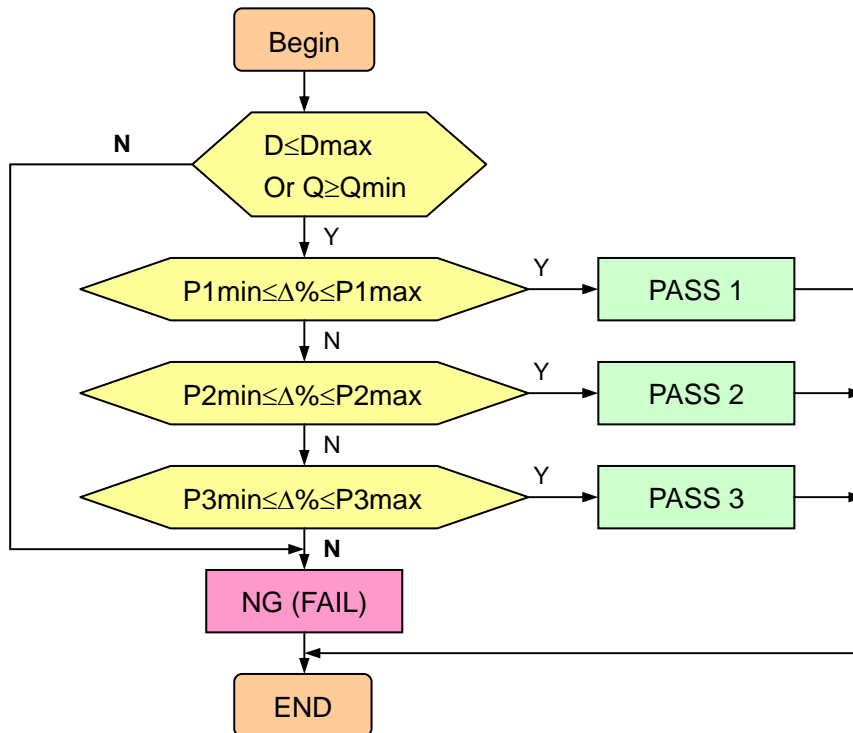 Begin
N
D≤Dmax
Or Q≥Qmin
Y
P1min≤Δ%≤P1max
Y
PASS 1
N
P2min≤Δ%≤P2max
Y
PASS 2
N
P3min≤Δ%≤P3max
Y
PASS 3
N
NG (FAIL)
END